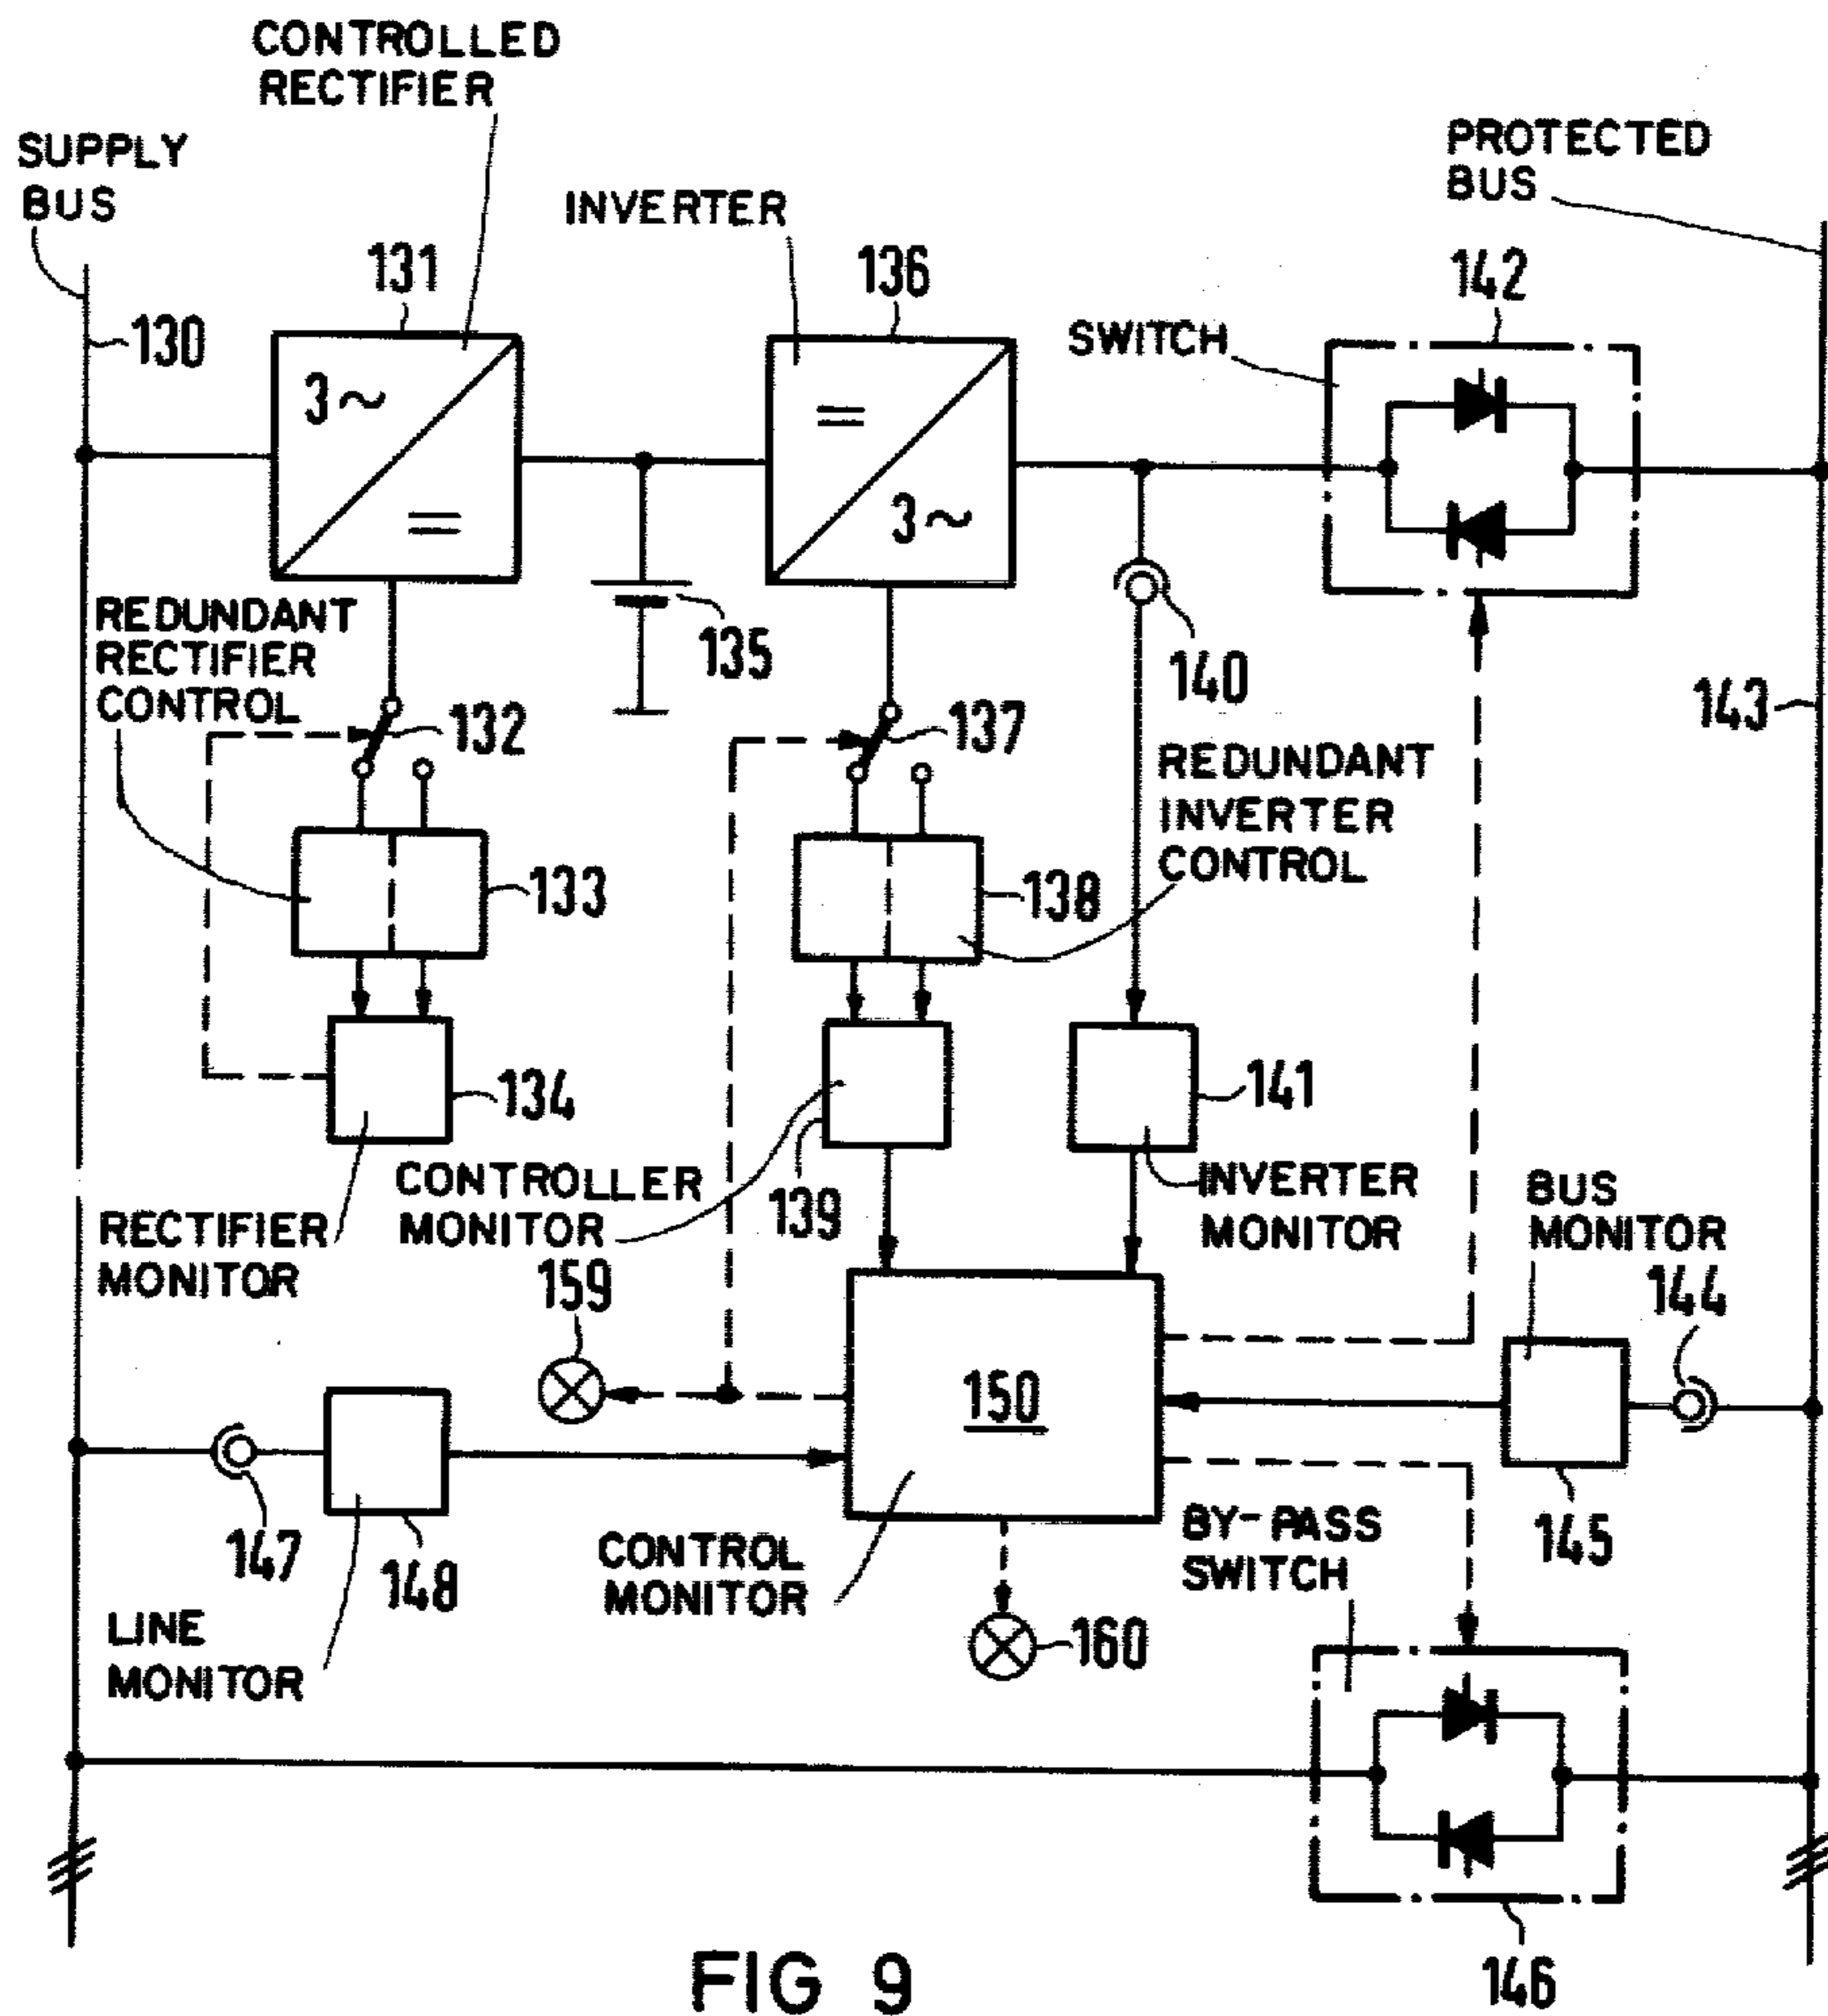 CONTROLLED
RECTIFIER
SUPPLY
BUS
INVERTER
PROTECTED
BUS
131
136
142
SWITCH
130
3~
=
=
3~
REDUNDANT
RECTIFIER
CONTROL
135
140
143
132
137
REDUNDANT
INVERTER
CONTROL
133
138
134
141
CONTROLLER
MONITOR
139
INVERTER
MONITOR
BUS
MONITOR
RECTIFIER
MONITOR
159
144
150
147
148
CONTROL
MONITOR
BY-PASS
SWITCH
145
LINE
MONITOR
160
146
FIG 9